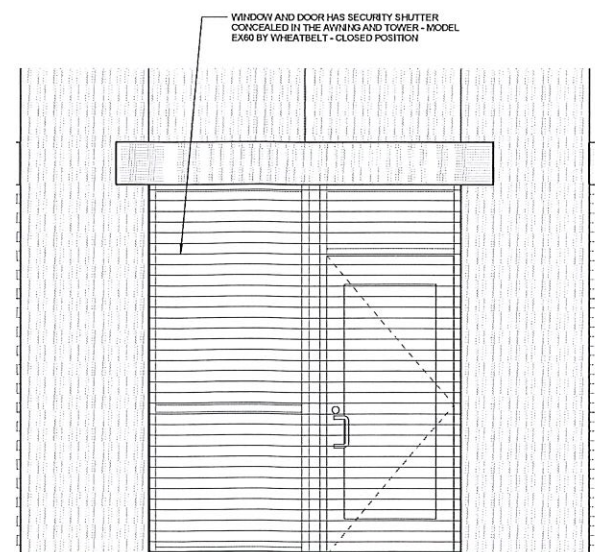 WINDOW AND DOOR HAS SECURITY SHUTTER
CONCEALED IN THE AWNING AND TOWER - MODEL
EX60 BY WHEATBELT - CLOSED POSITION